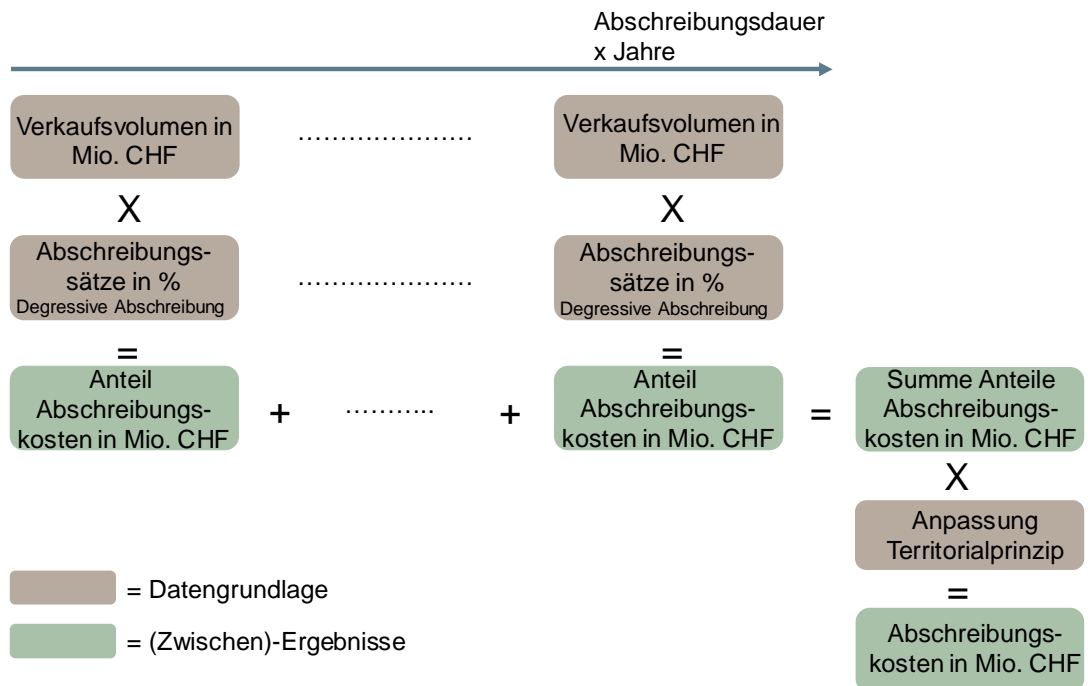 Abschreibungsdauer
x Jahre
Verkaufsvolumen in
Mio. CHF
.....................
Verkaufsvolumen in
Mio. CHF
X
X
Abschreibungs-
sätze in %
Degressive Abschreibung
.....................
Abschreibungs-
sätze in %
Degressive Abschreibung
=
=
Anteil
Abschreibungs-
kosten in Mio. CHF
+
...........
+
Anteil
Abschreibungs-
kosten in Mio. CHF
=
Summe Anteile
Abschreibungs-
kosten in Mio. CHF
X
Anpassung
Territorialprinzip
=
Abschreibungs-
kosten in Mio. CHF
= Datengrundlage
= (Zwischen)-Ergebnisse